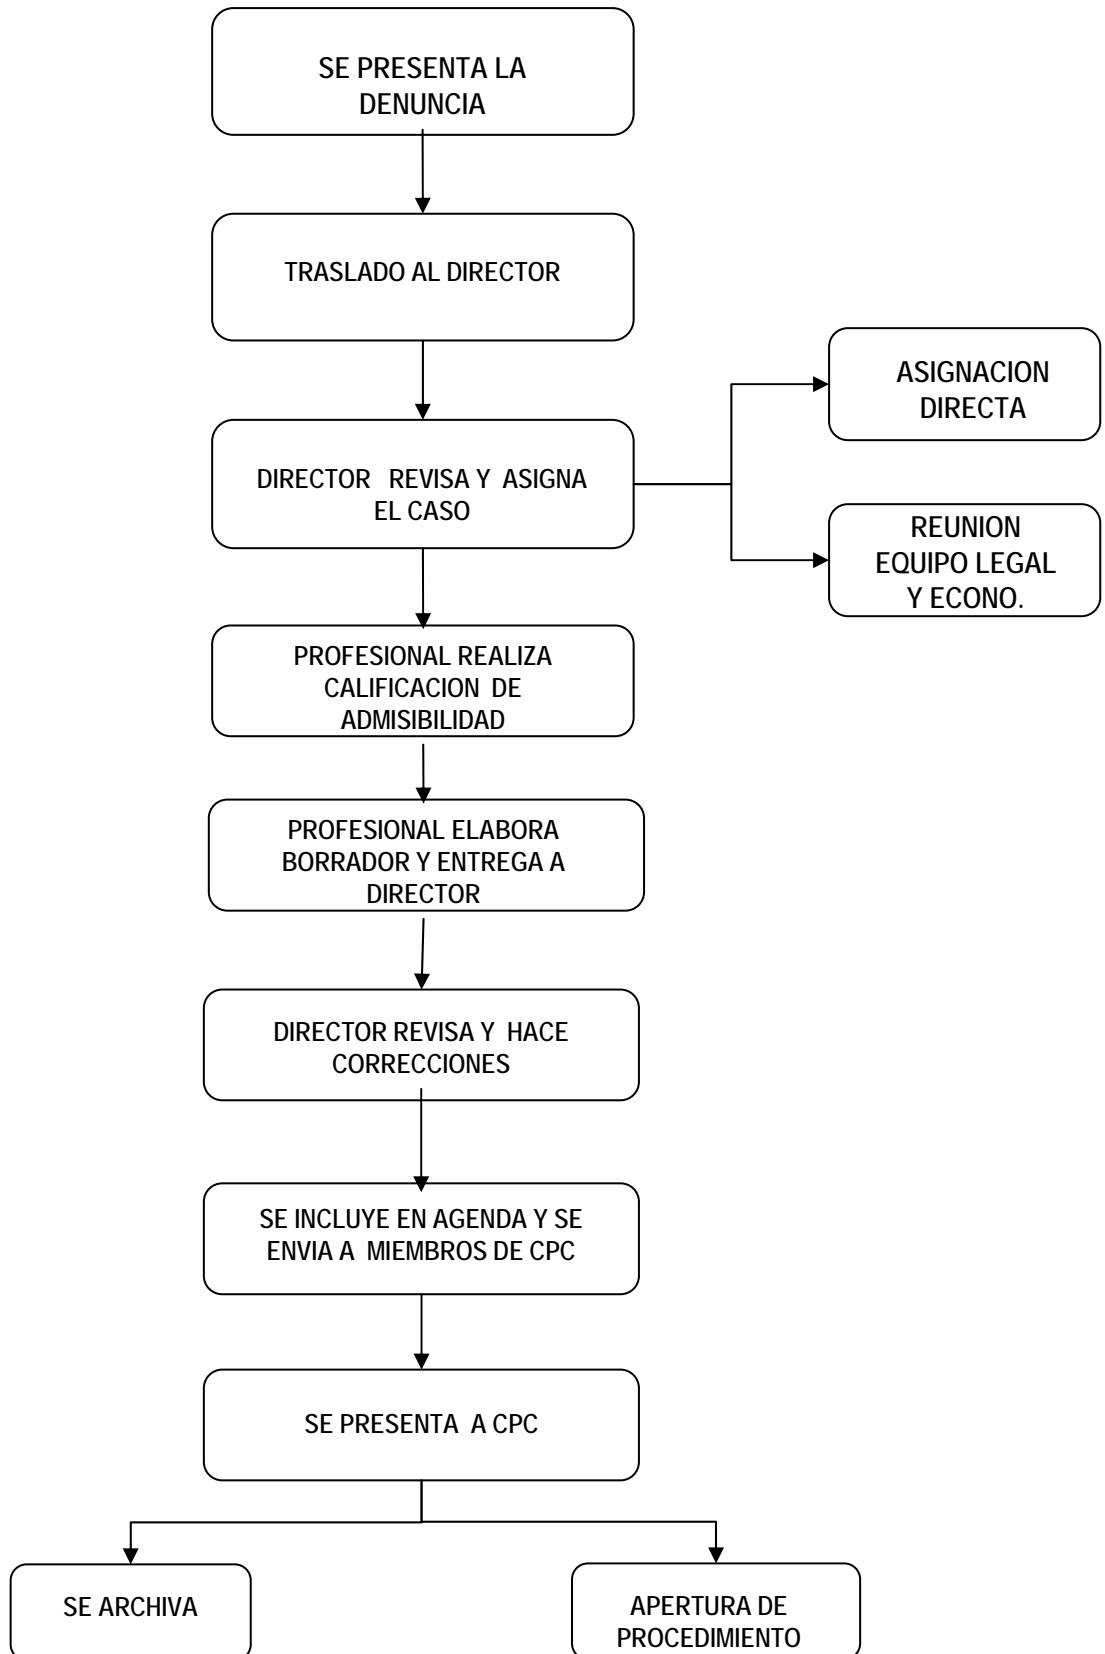 SE PRESENTA LA
DENUNCIA
TRASLADO AL DIRECTOR
DIRECTOR REVISA Y ASIGNA
EL CASO
ASIGNACION
DIRECTA
REUNION
EQUIPO LEGAL
Y ECONO.
PROFESIONAL REALIZA
CALIFICACION DE
ADMISIBILIDAD
PROFESIONAL ELABORA
BORRADOR Y ENTREGA A
DIRECTOR
DIRECTOR REVISA Y HACE
CORRECCIONES
SE INCLUYE EN AGENDA Y SE
ENVIA A MIEMBROS DE CPC
SE PRESENTA A CPC
SE ARCHIVA
APERTURA DE
PROCEDIMIENTO